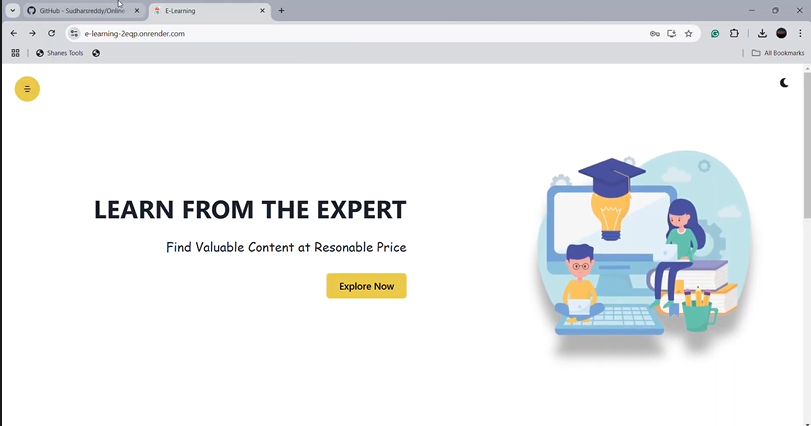 GitHub - Sudharsreddy/Online
E-Learning
e-learning-2eqp.onrender.com
Shanes Tools
All Bookmarks
LEARN FROM THE EXPERT
Find Valuable Content at Resonable Price
Explore Now